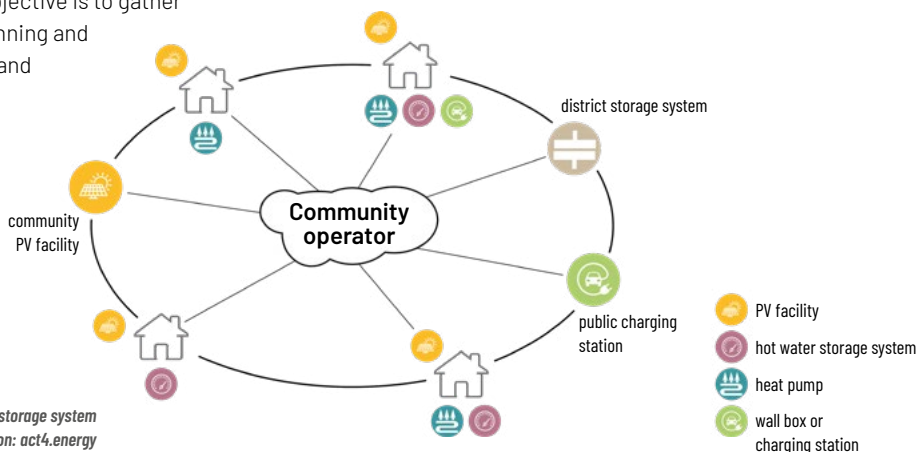 jective is to gather
nning and
and
district storage system
Community
operator
community
PV facility
public charging
station
PV facility
hot water storage system
heat pump
wall box or
charging station
storage system
on: act4.energy